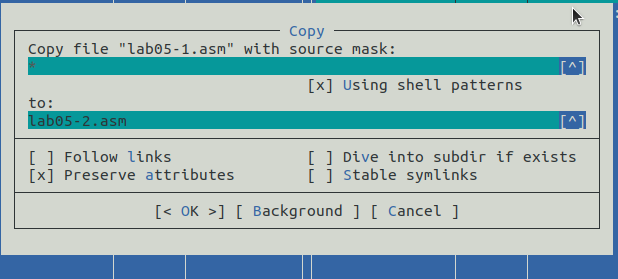 Copy
Copy file "lab05-1.asm" with source mask:
* [^]
[x] Using shell patterns
to:
lab05-2.asm [^]
[ ] Follow links [ ] Dive into subdir if exists
[x] Preserve attributes [ ] Stable symlinks
[< OK >] [ Background ] [ Cancel ]